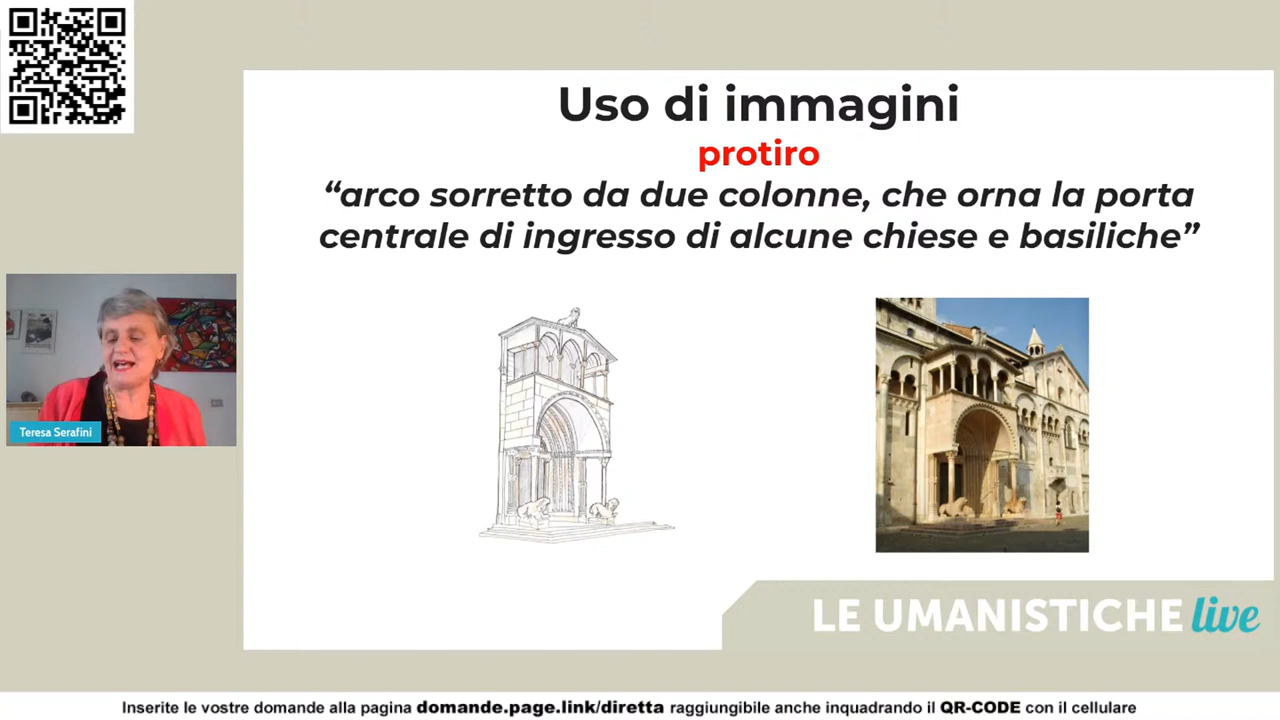 Uso di immagini
protiro
“arco sorretto da due colonne, che orna la porta
centrale di ingresso di alcune chiese e basiliche”
Teresa Serafini
LE UMANISTICHE live
Inserite le vostre domande alla pagina domande.page.link/diretta raggiungibile anche inquadrando il QR-CODE con il cellulare